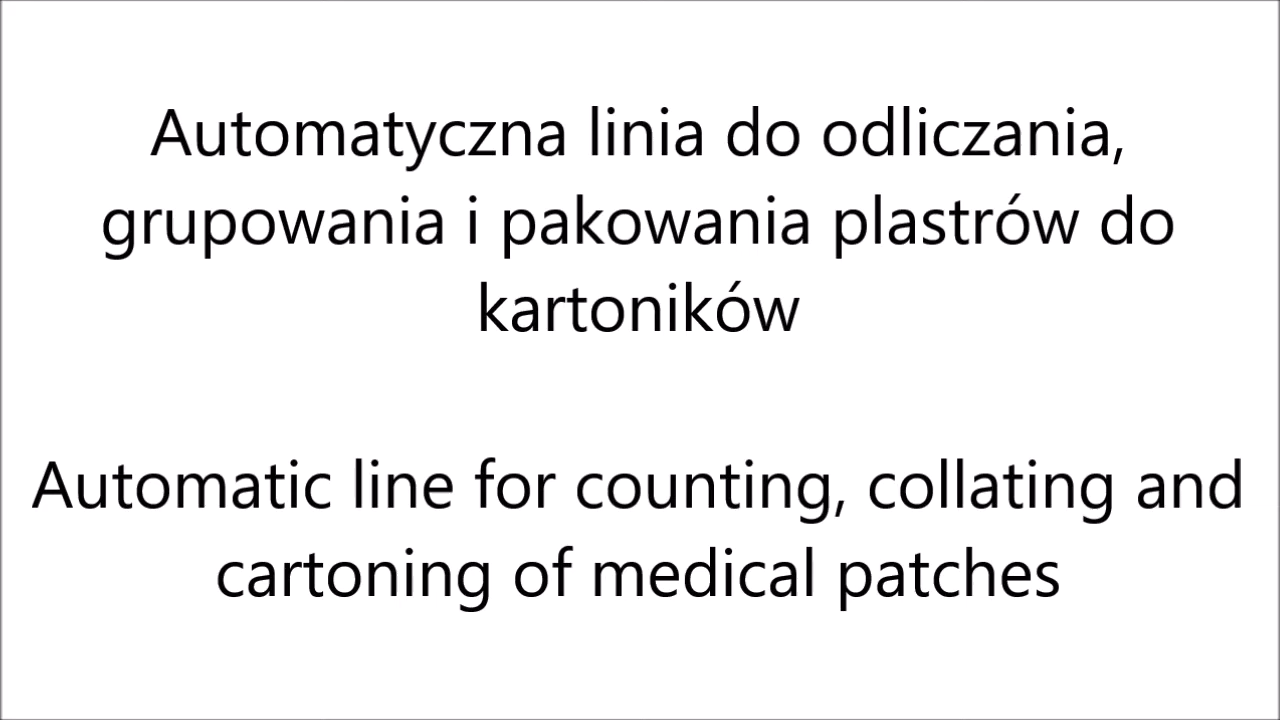 Automatyczna linia do odliczania,
grupowania i pakowania plastrów do
kartoników
Automatic line for counting, collating and
cartoning of medical patches